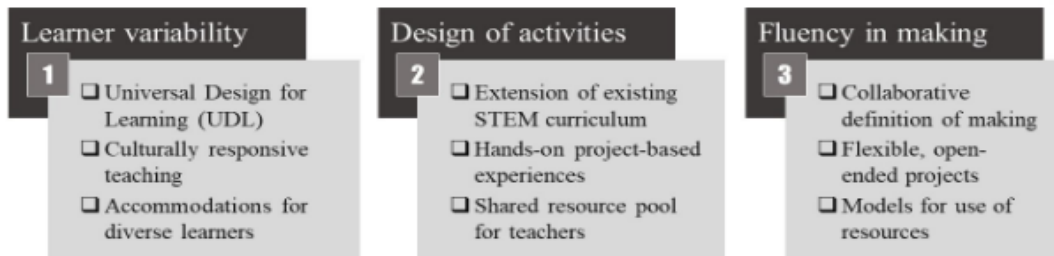 Learner variability
1
❑ Universal Design for
Learning (UDL)
❑ Culturally responsive
teaching
❑ Accommodations for
diverse learners
Design of activities
2
❑ Extension of existing
STEM curriculum
❑ Hands-on project-based
experiences
❑ Shared resource pool
for teachers
Fluency in making
3
❑ Collaborative
definition of making
❑ Flexible, open-
ended projects
❑ Models for use of
resources